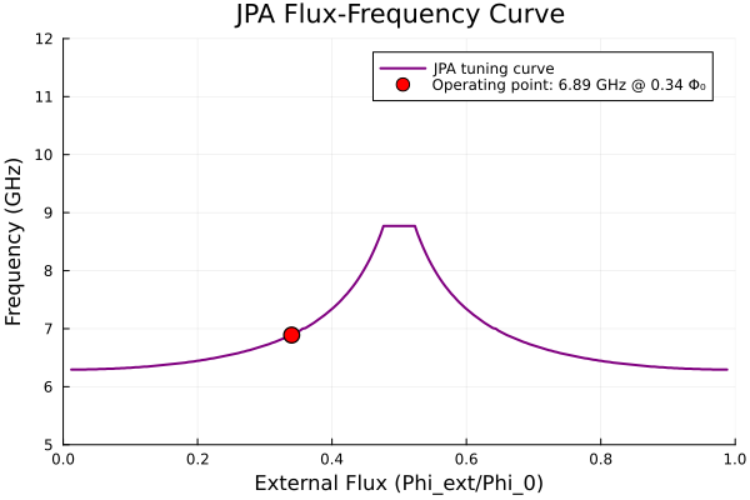 JPA Flux-Frequency Curve
JPA tuning curve
Operating point: 6.89 GHz @ 0.34 Φ₀
Frequency (GHz)
12
11
10
9
8
7
6
5
0.0 0.2 0.4 0.6 0.8 1.0
External Flux (Phi_ext/Phi_0)